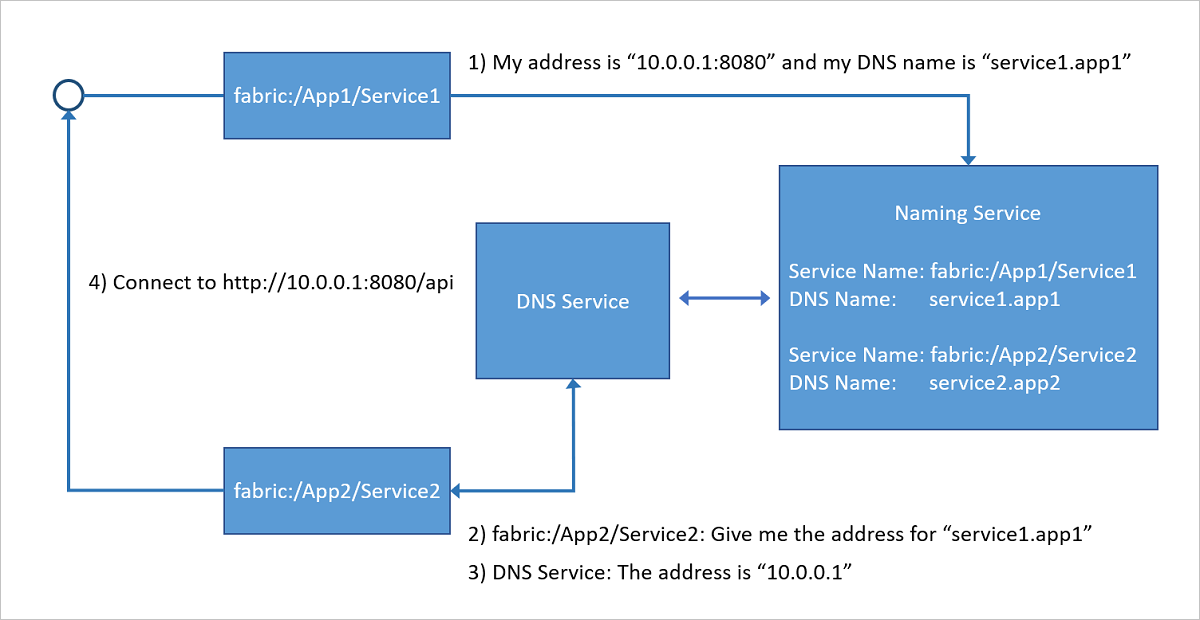 1) My address is “10.0.0.1:8080” and my DNS name is “service1.app1”
fabric:/App1/Service1
Naming Service
Service Name: fabric:/App1/Service1
DNS Name: service1.app1
Service Name: fabric:/App2/Service2
DNS Name: service2.app2
4) Connect to http://10.0.0.1:8080/api
DNS Service
fabric:/App2/Service2
2) fabric:/App2/Service2: Give me the address for “service1.app1”
3) DNS Service: The address is “10.0.0.1”